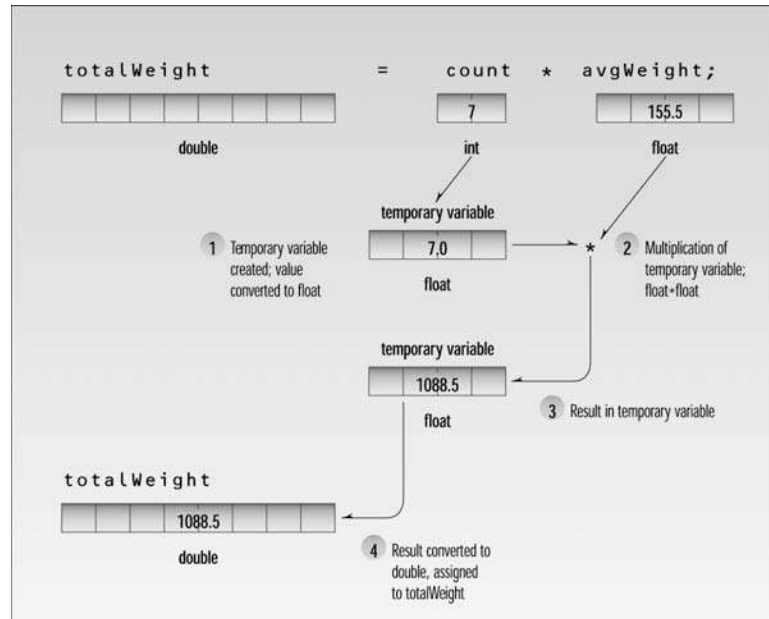 totalWeight = count * avgWeight;
7 155.5
double int float
temporary variable
1 Temporary variable
created; value
converted to float
7.0
float
*
2 Multiplication of
temporary variable;
float*float
temporary variable
1088.5
float
3 Result in temporary variable
totalWeight
1088.5
double
4 Result converted to
double, assigned
to totalWeight